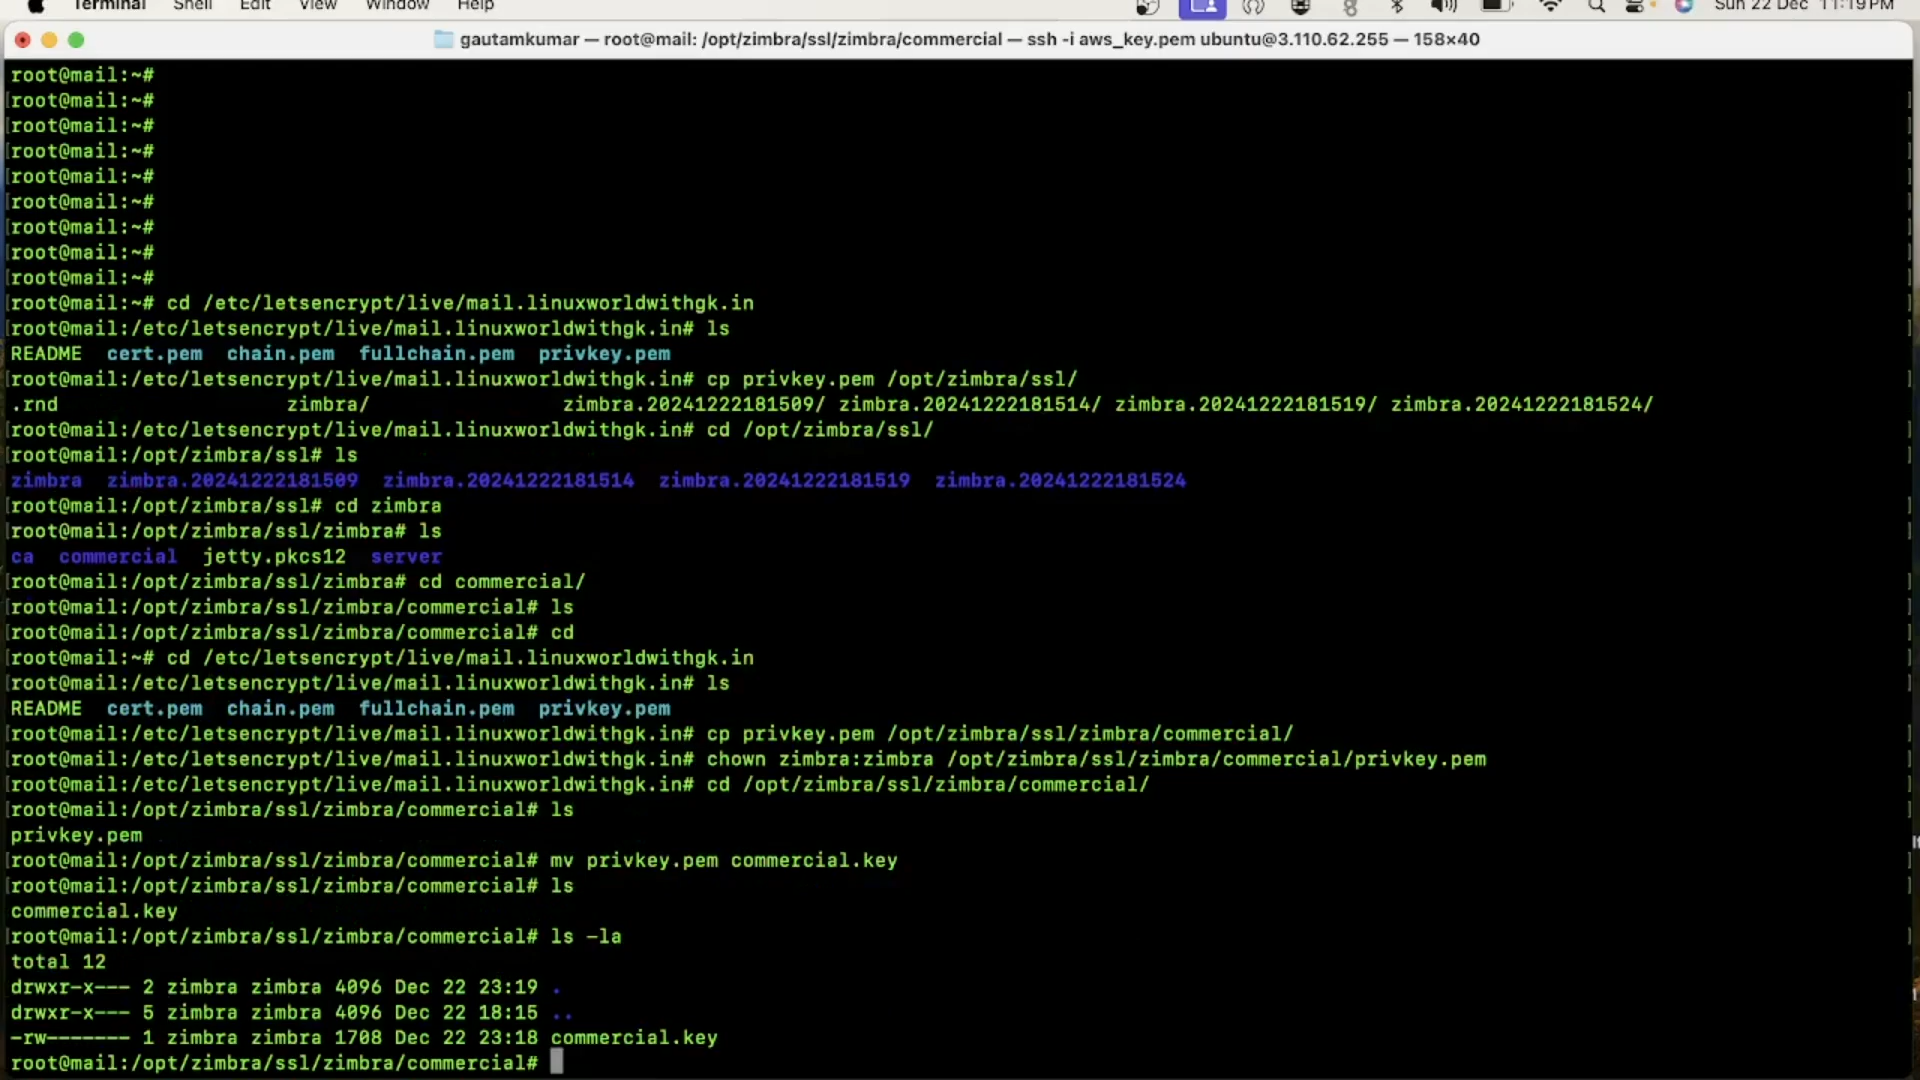 Terminal Shell Edit View Window Help Sun 22 Dec 11:19 PM
gautamkumar — root@mail: /opt/zimbra/ssl/zimbra/commercial — ssh -i aws_key.pem ubuntu@3.110.62.255 — 158×40
root@mail:~#
root@mail:~#
root@mail:~#
root@mail:~#
root@mail:~#
root@mail:~#
root@mail:~#
root@mail:~#
root@mail:~#
root@mail:~# cd /etc/letsencrypt/live/mail.linuxworldwithgk.in
root@mail:/etc/letsencrypt/live/mail.linuxworldwithgk.in# ls
README cert.pem chain.pem fullchain.pem privkey.pem
root@mail:/etc/letsencrypt/live/mail.linuxworldwithgk.in# cp privkey.pem /opt/zimbra/ssl/
.rnd zimbra/ zimbra.20241222181509/ zimbra.20241222181514/ zimbra.20241222181519/ zimbra.20241222181524/
root@mail:/etc/letsencrypt/live/mail.linuxworldwithgk.in# cd /opt/zimbra/ssl/
root@mail:/opt/zimbra/ssl# ls
zimbra zimbra.20241222181509 zimbra.20241222181514 zimbra.20241222181519 zimbra.20241222181524
root@mail:/opt/zimbra/ssl# cd zimbra
root@mail:/opt/zimbra/ssl/zimbra# ls
ca commercial jetty.pkcs12 server
root@mail:/opt/zimbra/ssl/zimbra# cd commercial/
root@mail:/opt/zimbra/ssl/zimbra/commercial# ls
root@mail:/opt/zimbra/ssl/zimbra/commercial# cd
root@mail:~# cd /etc/letsencrypt/live/mail.linuxworldwithgk.in
root@mail:/etc/letsencrypt/live/mail.linuxworldwithgk.in# ls
README cert.pem chain.pem fullchain.pem privkey.pem
root@mail:/etc/letsencrypt/live/mail.linuxworldwithgk.in# cp privkey.pem /opt/zimbra/ssl/zimbra/commercial/
root@mail:/etc/letsencrypt/live/mail.linuxworldwithgk.in# chown zimbra:zimbra /opt/zimbra/ssl/zimbra/commercial/privkey.pem
root@mail:/etc/letsencrypt/live/mail.linuxworldwithgk.in# cd /opt/zimbra/ssl/zimbra/commercial/
root@mail:/opt/zimbra/ssl/zimbra/commercial# ls
privkey.pem
root@mail:/opt/zimbra/ssl/zimbra/commercial# mv privkey.pem commercial.key
root@mail:/opt/zimbra/ssl/zimbra/commercial# ls
commercial.key
root@mail:/opt/zimbra/ssl/zimbra/commercial# ls -la
total 12
drwxr-x--- 2 zimbra zimbra 4096 Dec 22 23:19 .
drwxr-x--- 5 zimbra zimbra 4096 Dec 22 18:15 ..
-rw------- 1 zimbra zimbra 1708 Dec 22 23:18 commercial.key
root@mail:/opt/zimbra/ssl/zimbra/commercial#